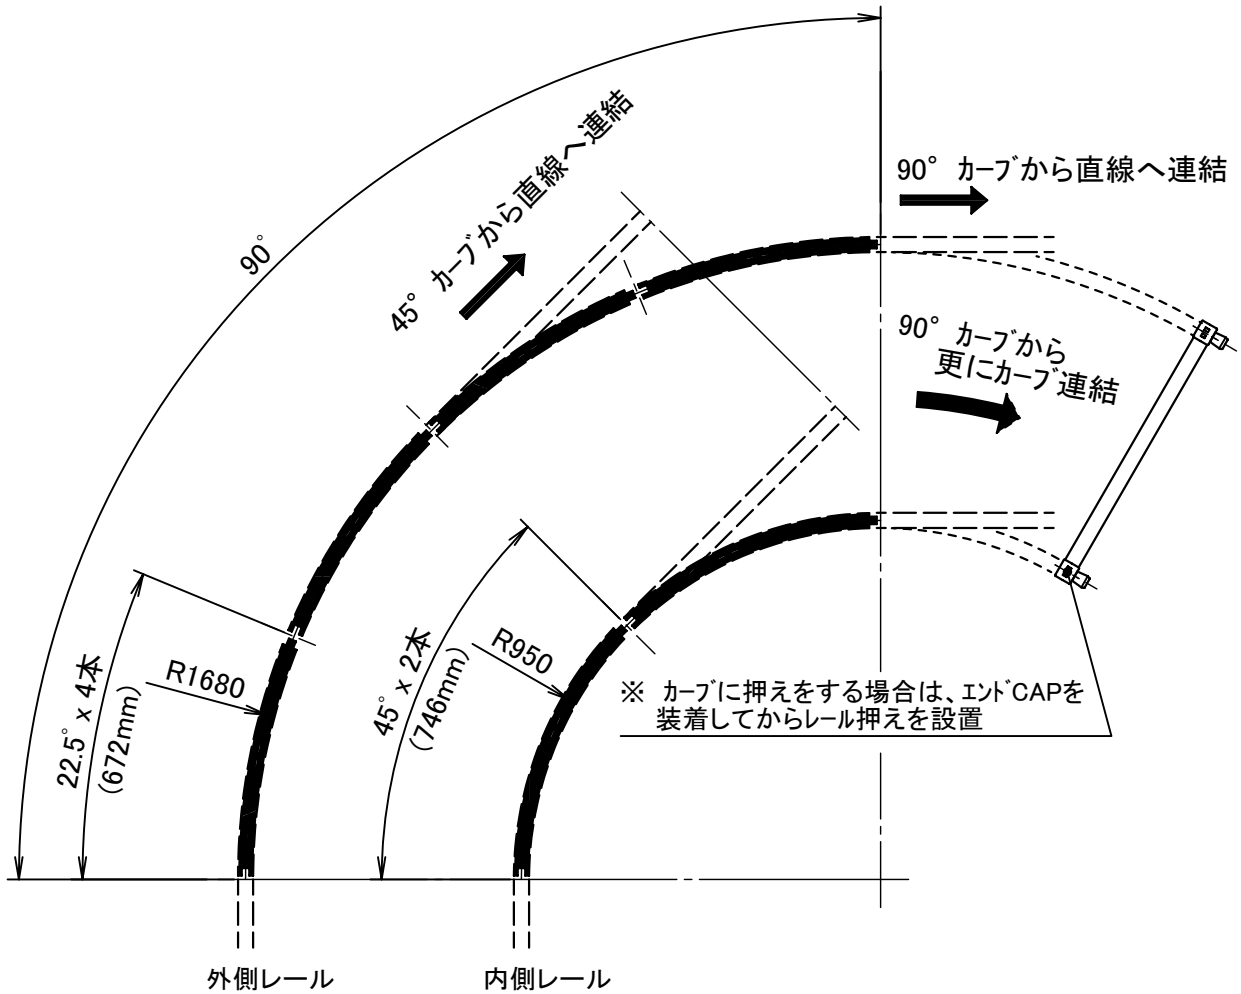 90°
45° カーブから直線へ連結
90° カーブから直線へ連結
90° カーブから
更にカーブ連結
22.5° x 4本
(672mm)
R1680
45° x 2本
(746mm)
R950
※ カーブに押えをする場合は、エンドCAPを
装着してからレール押えを設置
外側レール
内側レール